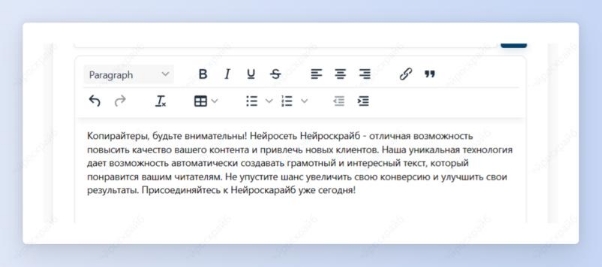 Paragraph
B I U S
Копирайтеры, будьте внимательны! Нейросеть Нейроскрайб - отличная возможность
повысить качество вашего контента и привлечь новых клиентов. Наша уникальная технология
дает возможность автоматически создавать грамотный и интересный текст, который
понравится вашим читателям. Не упустите шанс увеличить свою конверсию и улучшить свои
результаты. Присоединяйтесь к Нейроскарайб уже сегодня!